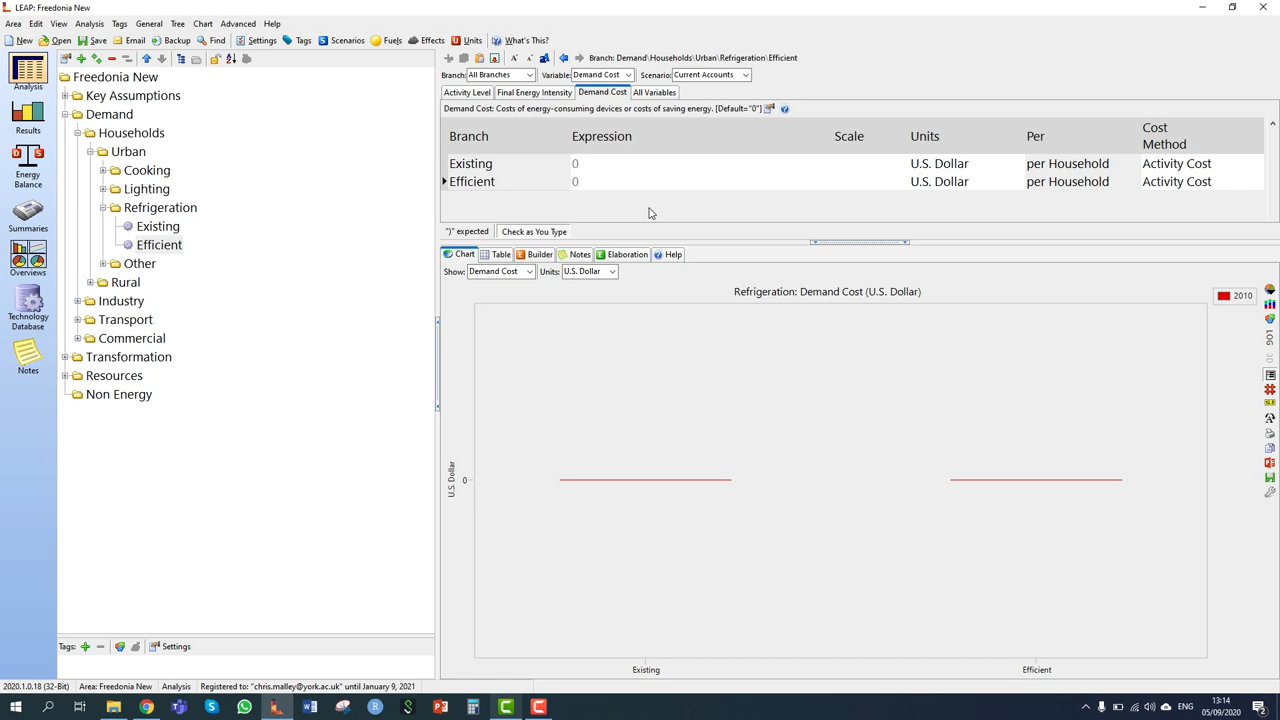 LEAP: Freedonia New
Area Edit View Analysis Tags General Tree Chart Advanced Help
New Open Save Email Backup Find Settings Tags Scenarios Fuels Effects Units What's This?
Analysis
Results
Energy
Balance
Summaries
Overviews
Technology
Database
Notes
Freedonia New
Key Assumptions
Demand
Households
Urban
Cooking
Lighting
Refrigeration
Existing
Efficient
Other
Rural
Industry
Transport
Commercial
Transformation
Resources
Non Energy
Tags: Settings
Branch: Demand\Households\Urban\Refrigeration\Efficient
Branch: All Branches Variable: Demand Cost Scenario: Current Accounts
Activity Level Final Energy Intensity Demand Cost All Variables
Demand Cost: Costs of energy-consuming devices or costs of saving energy. [Default="0"]
Branch Expression Scale Units Per Cost Method
Existing 0 U.S. Dollar per Household Activity Cost
Efficient 0 U.S. Dollar per Household Activity Cost
")" expected Check as You Type
Chart Table Builder Notes Elaboration Help
Show: Demand Cost Units: U.S. Dollar
Refrigeration: Demand Cost (U.S. Dollar)
2010
LOG
3D
U.S. Dollar
0
Existing Efficient
2020.1.0.18 (32-Bit) Area: Freedonia New Analysis Registered to: "chris.malley@york.ac.uk" until January 9, 2021
ENG
13:14
05/09/2020
2